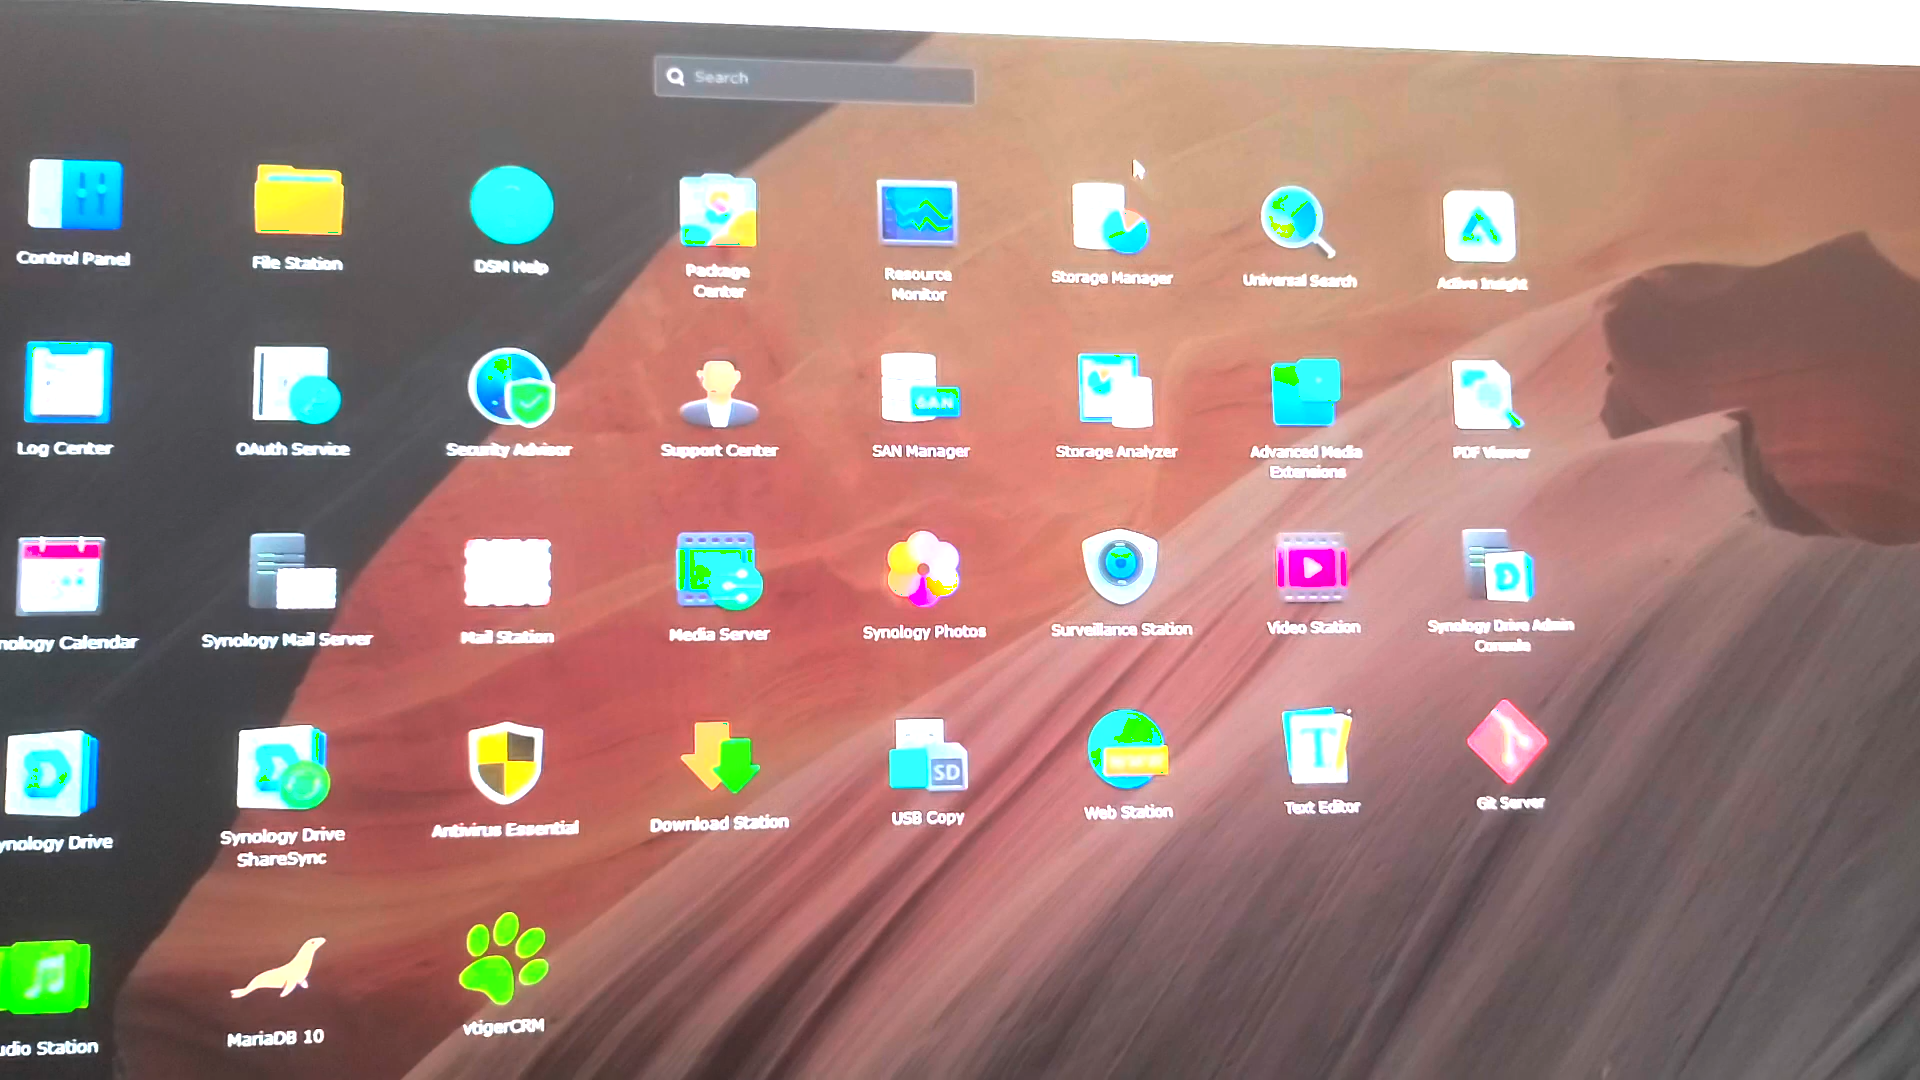 Search
Control Panel
File Station
DSM Help
Package
Center
Resource
Monitor
Storage Manager
Universal Search
Active Insight
Log Center
OAuth Service
Security Advisor
Support Center
SAN
SAN Manager
Storage Analyzer
Advanced Media
Extensions
PDF Viewer
nology Calendar
Synology Mail Server
Mail Station
Media Server
Synology Photos
Surveillance Station
Video Station
D
Synology Drive Admin
Console
ynology Drive
Synology Drive
ShareSync
Antivirus Essential
Download Station
SD
USB Copy
WWW
Web Station
T
Text Editor
Git Server
udio Station
MariaDB 10
vtigerCRM